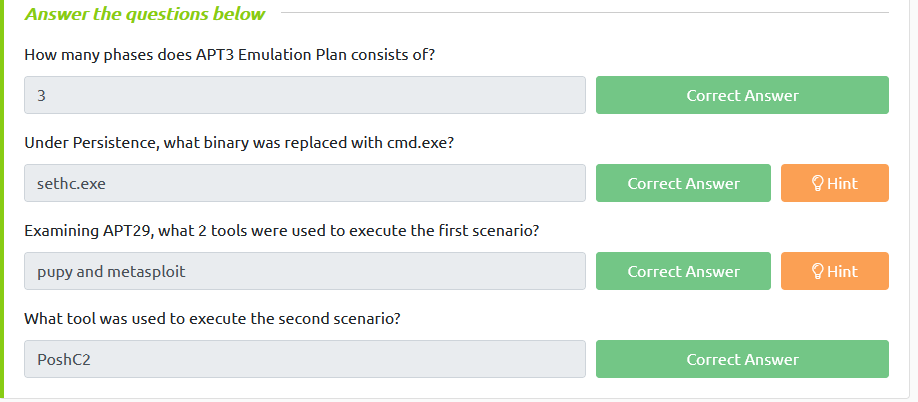 Answer the questions below
How many phases does APT3 Emulation Plan consists of?
3
Correct Answer
Under Persistence, what binary was replaced with cmd.exe?
sethc.exe
Correct Answer
Hint
Examining APT29, what 2 tools were used to execute the first scenario?
pupy and metasploit
Correct Answer
Hint
What tool was used to execute the second scenario?
PoshC2
Correct Answer